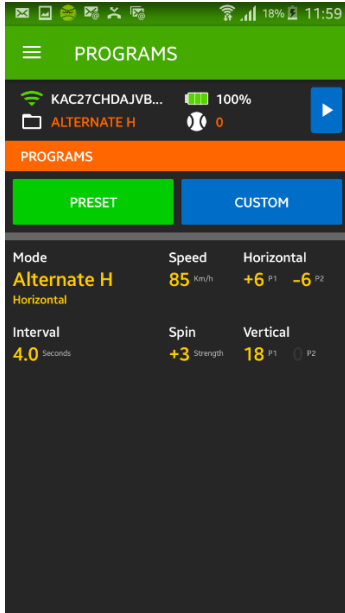 18% 11:59
PROGRAMS
KAC27CHDAJVB... 100%
ALTERNATE H 0
PROGRAMS
PRESET CUSTOM
Mode Speed Horizontal
Alternate H 85 Km/h +6 P1 -6 P2
Horizontal
Interval Spin Vertical
4.0 Seconds +3 Strength 18 P1 0 P2